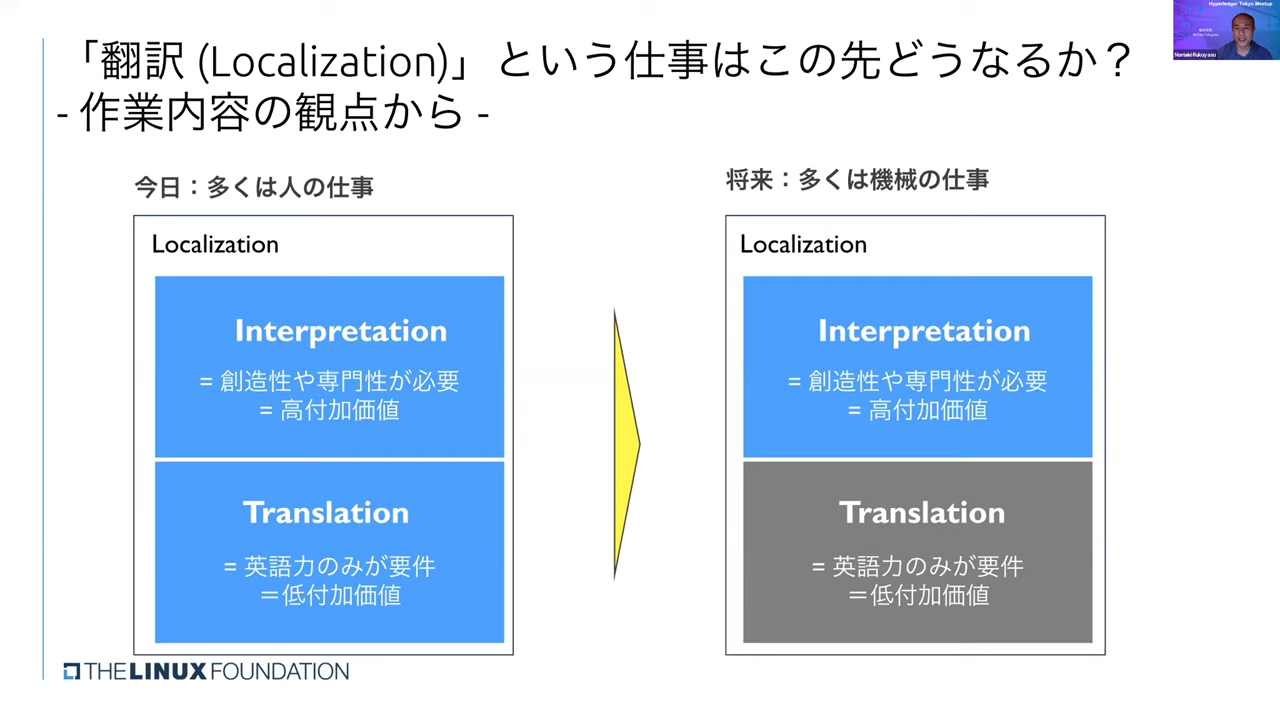 「翻訳 (Localization)」という仕事はこの先どうなるか？
- 作業内容の観点から -
今日：多くは人の仕事
Localization
Interpretation
= 創造性や専門性が必要
= 高付加価値
Translation
= 英語力のみが要件
＝低付加価値
将来：多くは機械の仕事
Localization
Interpretation
= 創造性や専門性が必要
= 高付加価値
Translation
= 英語力のみが要件
＝低付加価値
THE LINUX FOUNDATION
Hyperledger Tokyo Meetup
Noriaki Fukuyasu